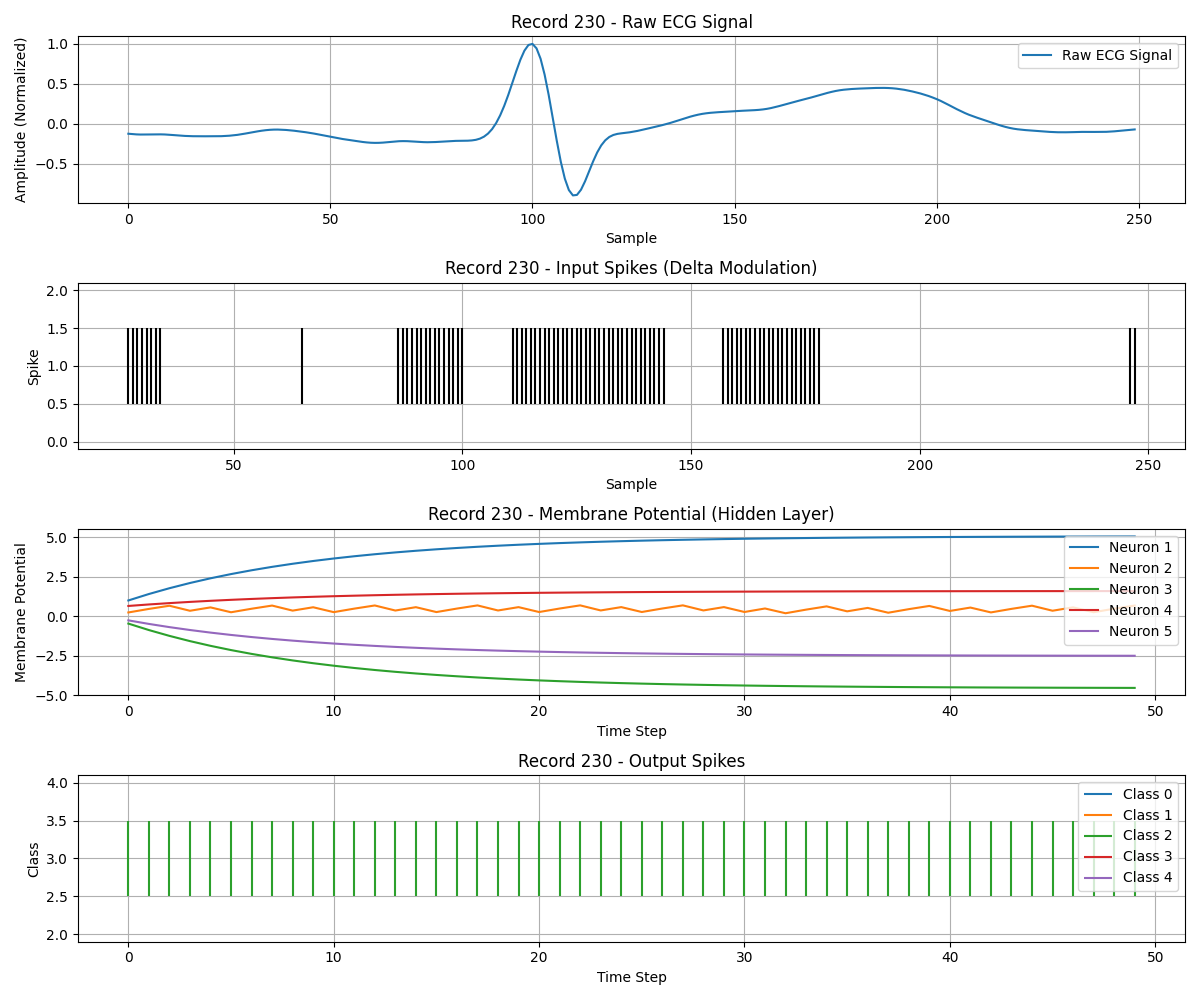 Record 230 - Raw ECG Signal
Amplitude (Normalized)
1.0
0.5
0.0
−0.5
Raw ECG Signal
0 50 100 150 200 250
Sample
Record 230 - Input Spikes (Delta Modulation)
Spike
2.0
1.5
1.0
0.5
0.0
50 100 150 200 250
Sample
Record 230 - Membrane Potential (Hidden Layer)
Membrane Potential
5.0
2.5
0.0
−2.5
−5.0
Neuron 1
Neuron 2
Neuron 3
Neuron 4
Neuron 5
0 10 20 30 40 50
Time Step
Record 230 - Output Spikes
Class
4.0
3.5
3.0
2.5
2.0
Class 0
Class 1
Class 2
Class 3
Class 4
0 10 20 30 40 50
Time Step